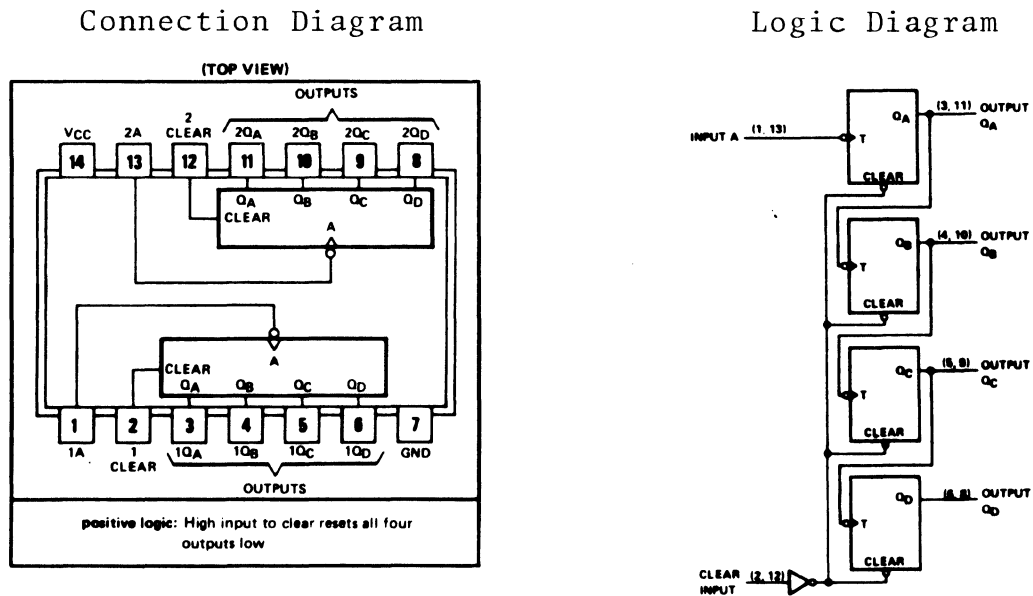 Connection Diagram
(TOP VIEW)
OUTPUTS
VCC 2A 2 CLEAR 2QA 2QB 2QC 2QD
14 13 12 11 10 9 8
QA QB QC QD
CLEAR
A
A
CLEAR
QA QB QC QD
1 2 3 4 5 6 7
1A 1 CLEAR 1QA 1QB 1QC 1QD GND
OUTPUTS
positive logic: High input to clear resets all four
outputs low
Logic Diagram
INPUT A (1, 13)
T
QA
(3, 11) OUTPUT
QA
CLEAR
T
QB
(4, 10) OUTPUT
QB
CLEAR
T
QC
(5, 9) OUTPUT
QC
CLEAR
T
QD
(6, 8) OUTPUT
QD
CLEAR
CLEAR (2, 12)
INPUT